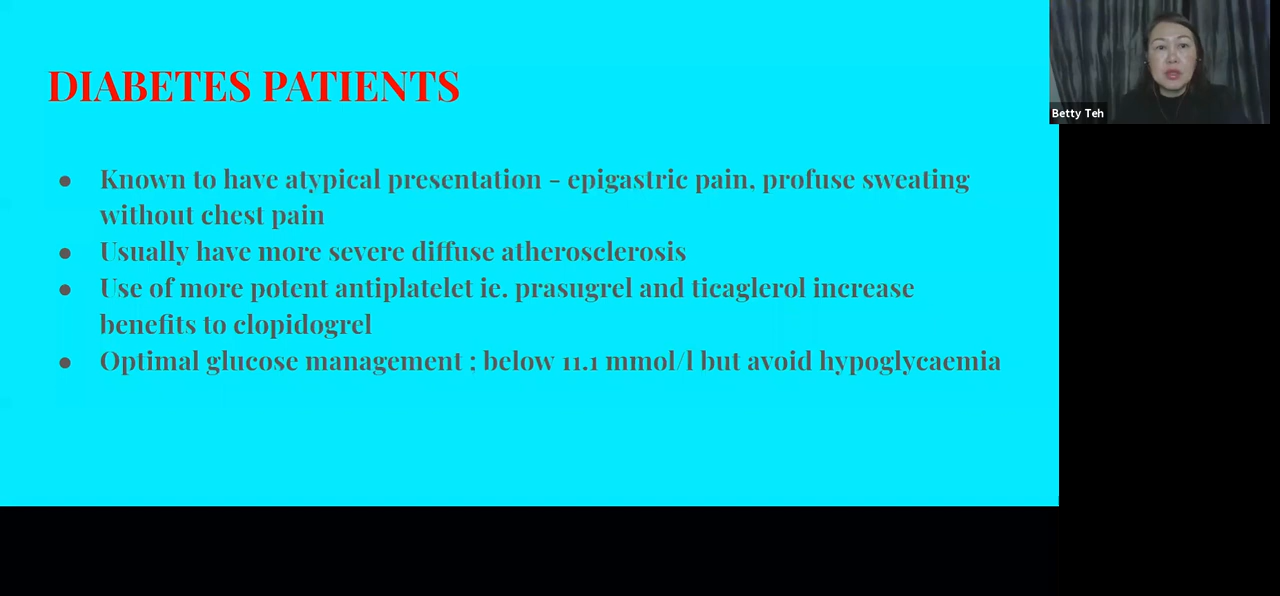 DIABETES PATIENTS
● Known to have atypical presentation - epigastric pain, profuse sweating
without chest pain
● Usually have more severe diffuse atherosclerosis
● Use of more potent antiplatelet ie. prasugrel and ticaglerol increase
benefits to clopidogrel
● Optimal glucose management ; below 11.1 mmol/l but avoid hypoglycaemia
Betty Teh